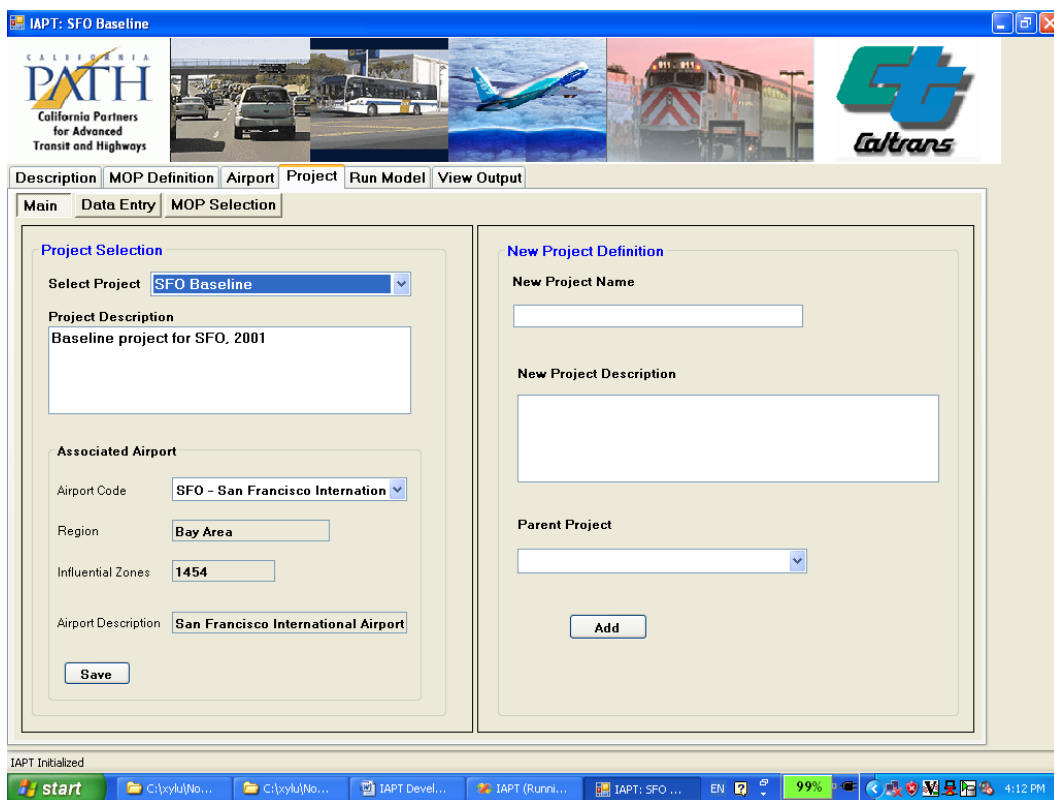 IAPT: SFO Baseline
CALIFORNIA
PATH
California Partners
for Advanced
Transit and Highways
911 911
Caltrans
Description MOP Definition Airport Project Run Model View Output
Main Data Entry MOP Selection
Project Selection
Select Project SFO Baseline
Project Description
Baseline project for SFO, 2001
Associated Airport
Airport Code SFO - San Francisco Internation
Region Bay Area
Influential Zones 1454
Airport Description San Francisco International Airport
Save
New Project Definition
New Project Name
New Project Description
Parent Project
Add
IAPT Initialized
start C:\xylu\No... C:\xylu\No... IAPT Devel... IAPT (Runni... IAPT: SFO ... EN 99% 4:12 PM